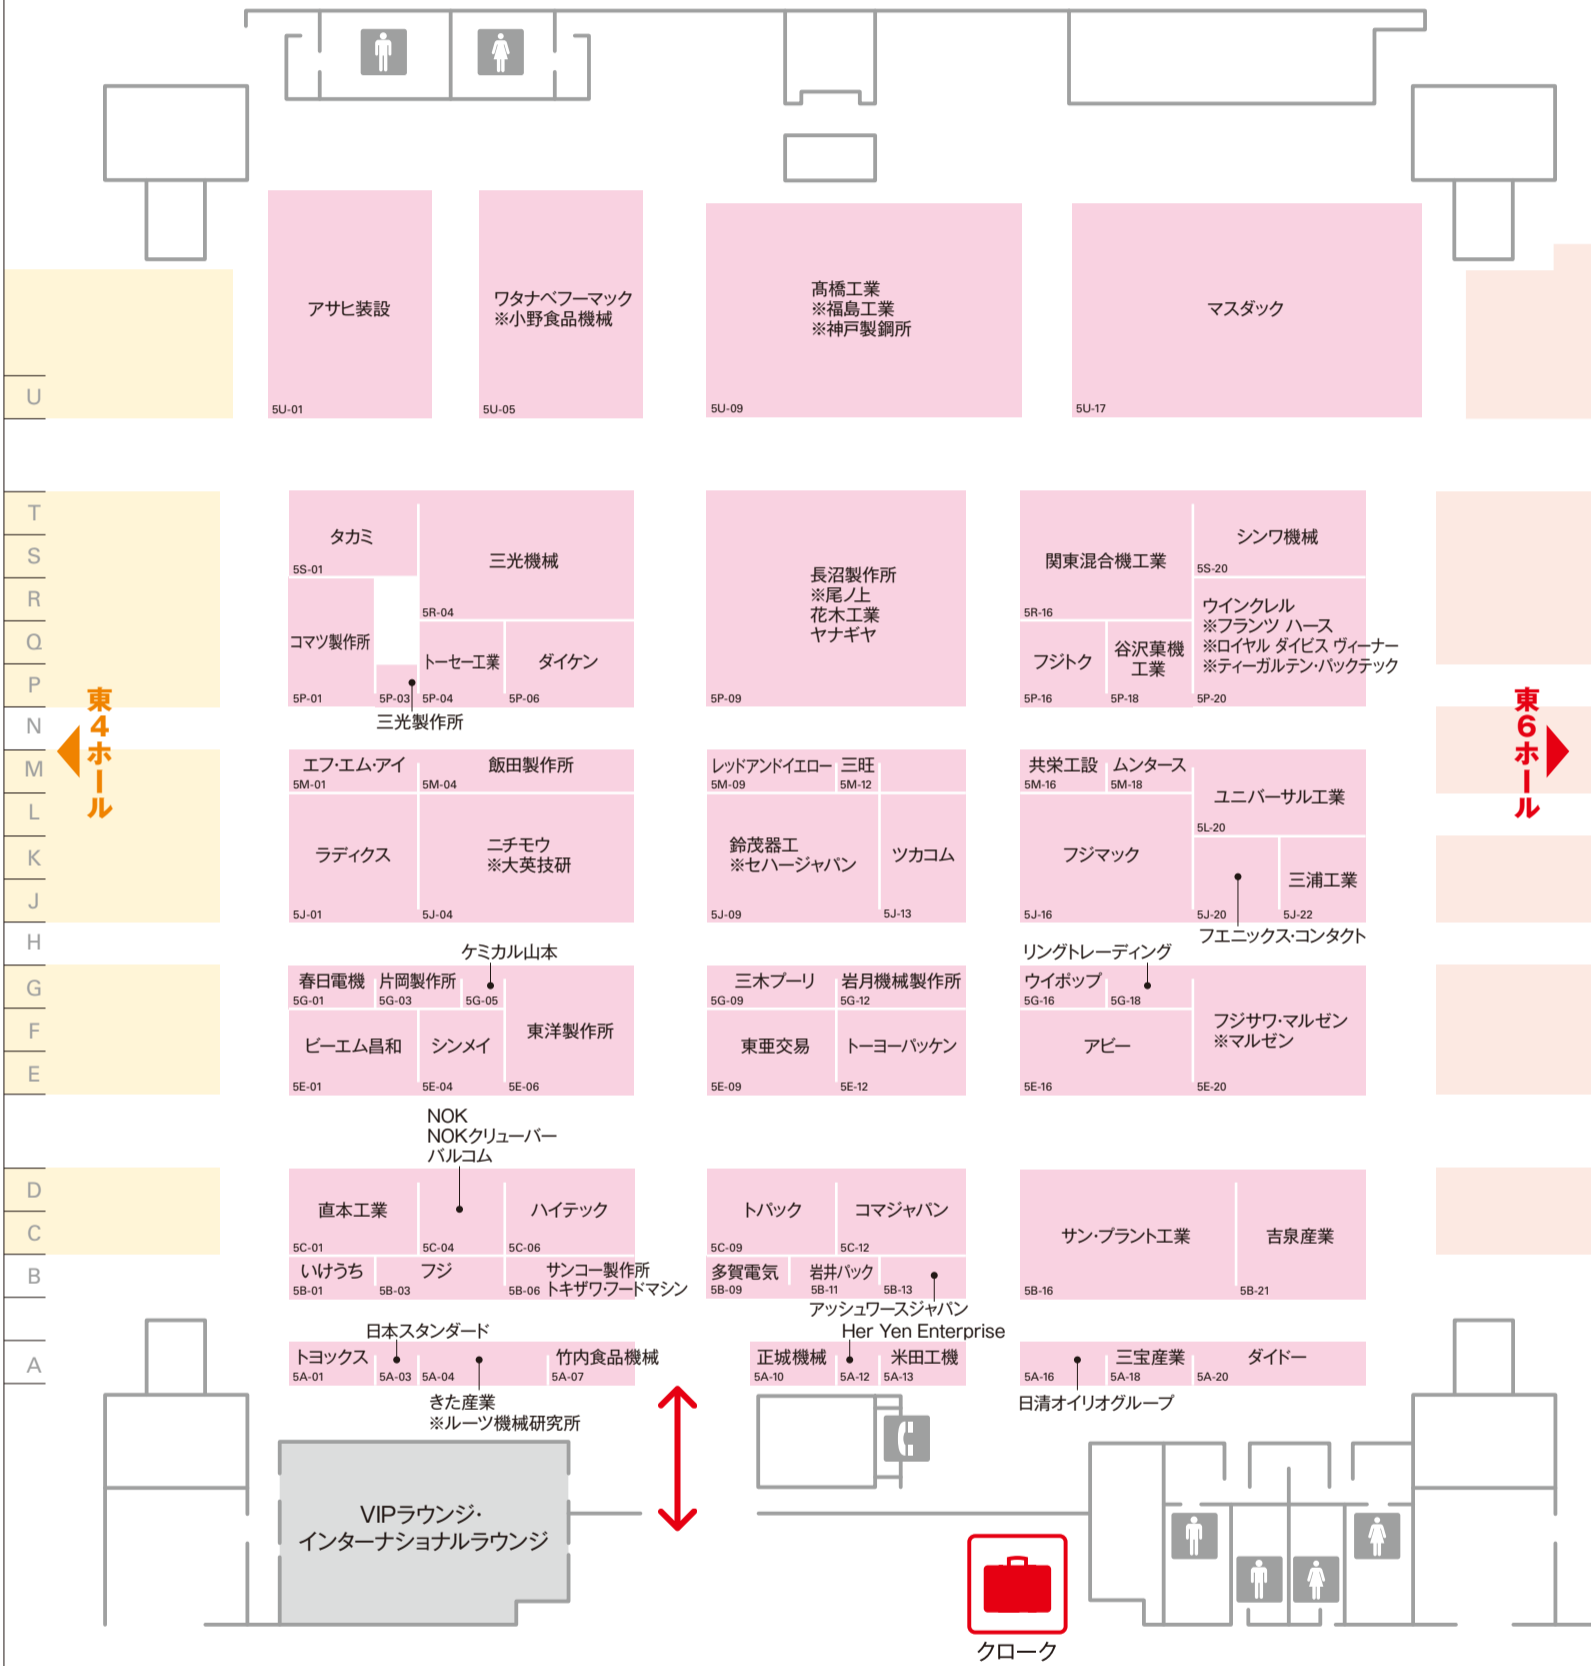 アサヒ装設
5U-01
ワタナベフーマック
※小野食品機械
5U-05
髙橋工業
※福島工業
※神戸製鋼所
5U-09
マスダック
5U-17
U
T
S
R
Q
P
N
M
L
K
J
H
G
F
E
D
C
B
A
東4ホール
東6ホール
タカミ
5S-01
三光機械
5R-04
コマツ製作所
5P-01
5P-03
三光製作所
トーセー工業
5P-04
ダイケン
5P-06
長沼製作所
※尾ノ上
花木工業
ヤナギヤ
5P-09
関東混合機工業
5R-16
シンワ機械
5S-20
フジトク
5P-16
谷沢菓機
工業
5P-18
ウインクレル
※フランツ ハース
※ロイヤル ダイビス ヴィーナー
※ティーガルテン・パックテック
5P-20
エフ・エム・アイ
5M-01
飯田製作所
5M-04
ラディクス
5J-01
ニチモウ
※大英技研
5J-04
レッドアンドイエロー
5M-09
三旺
5M-12
鈴茂器工
※セハージャパン
5J-09
ツカコム
5J-13
共栄工設
5M-16
ムンタース
5M-18
ユニバーサル工業
5L-20
フジマック
5J-16
5J-20
フエニックス・コンタクト
三浦工業
5J-22
ケミカル山本
春日電機
5G-01
片岡製作所
5G-03
5G-05
ビーエム昌和
5E-01
シンメイ
5E-04
東洋製作所
5E-06
三木プーリ
5G-09
岩月機械製作所
5G-12
東亜交易
5E-09
トーヨーパッケン
5E-12
リングトレーディング
ウイポップ
5G-16
5G-18
アビー
5E-16
フジサワ・マルゼン
※マルゼン
5E-20
NOK
NOKクリューバー
バルコム
直本工業
5C-01
5C-04
ハイテック
5C-06
いけうち
5B-01
フジ
5B-03
サンコー製作所
トキザワ・フードマシン
5B-06
トパック
5C-09
コマジャパン
5C-12
多賀電気
5B-09
岩井パック
5B-11
5B-13
アッシュワースジャパン
サン・プラント工業
5B-16
吉泉産業
5B-21
日本スタンダード
トヨックス
5A-01
5A-03
5A-04
きた産業
※ルーツ機械研究所
竹内食品機械
5A-07
Her Yen Enterprise
正城機械
5A-10
5A-12
米田工機
5A-13
5A-16
日清オイリオグループ
三宝産業
5A-18
ダイドー
5A-20
VIPラウンジ・
インターナショナルラウンジ
クローク